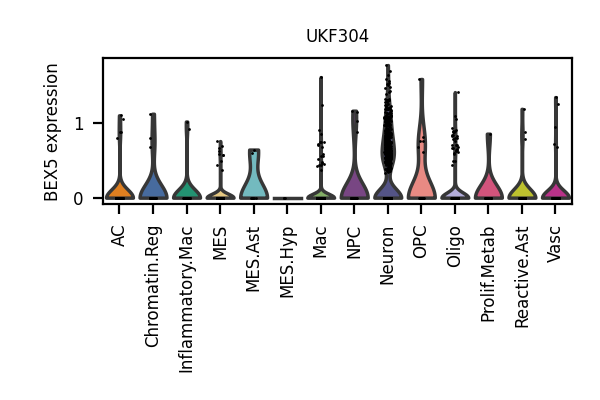 UKF304
BEX5 expression
1
0
AC
Chromatin.Reg
Inflammatory.Mac
MES
MES.Ast
MES.Hyp
Mac
NPC
Neuron
OPC
Oligo
Prolif.Metab
Reactive.Ast
Vasc